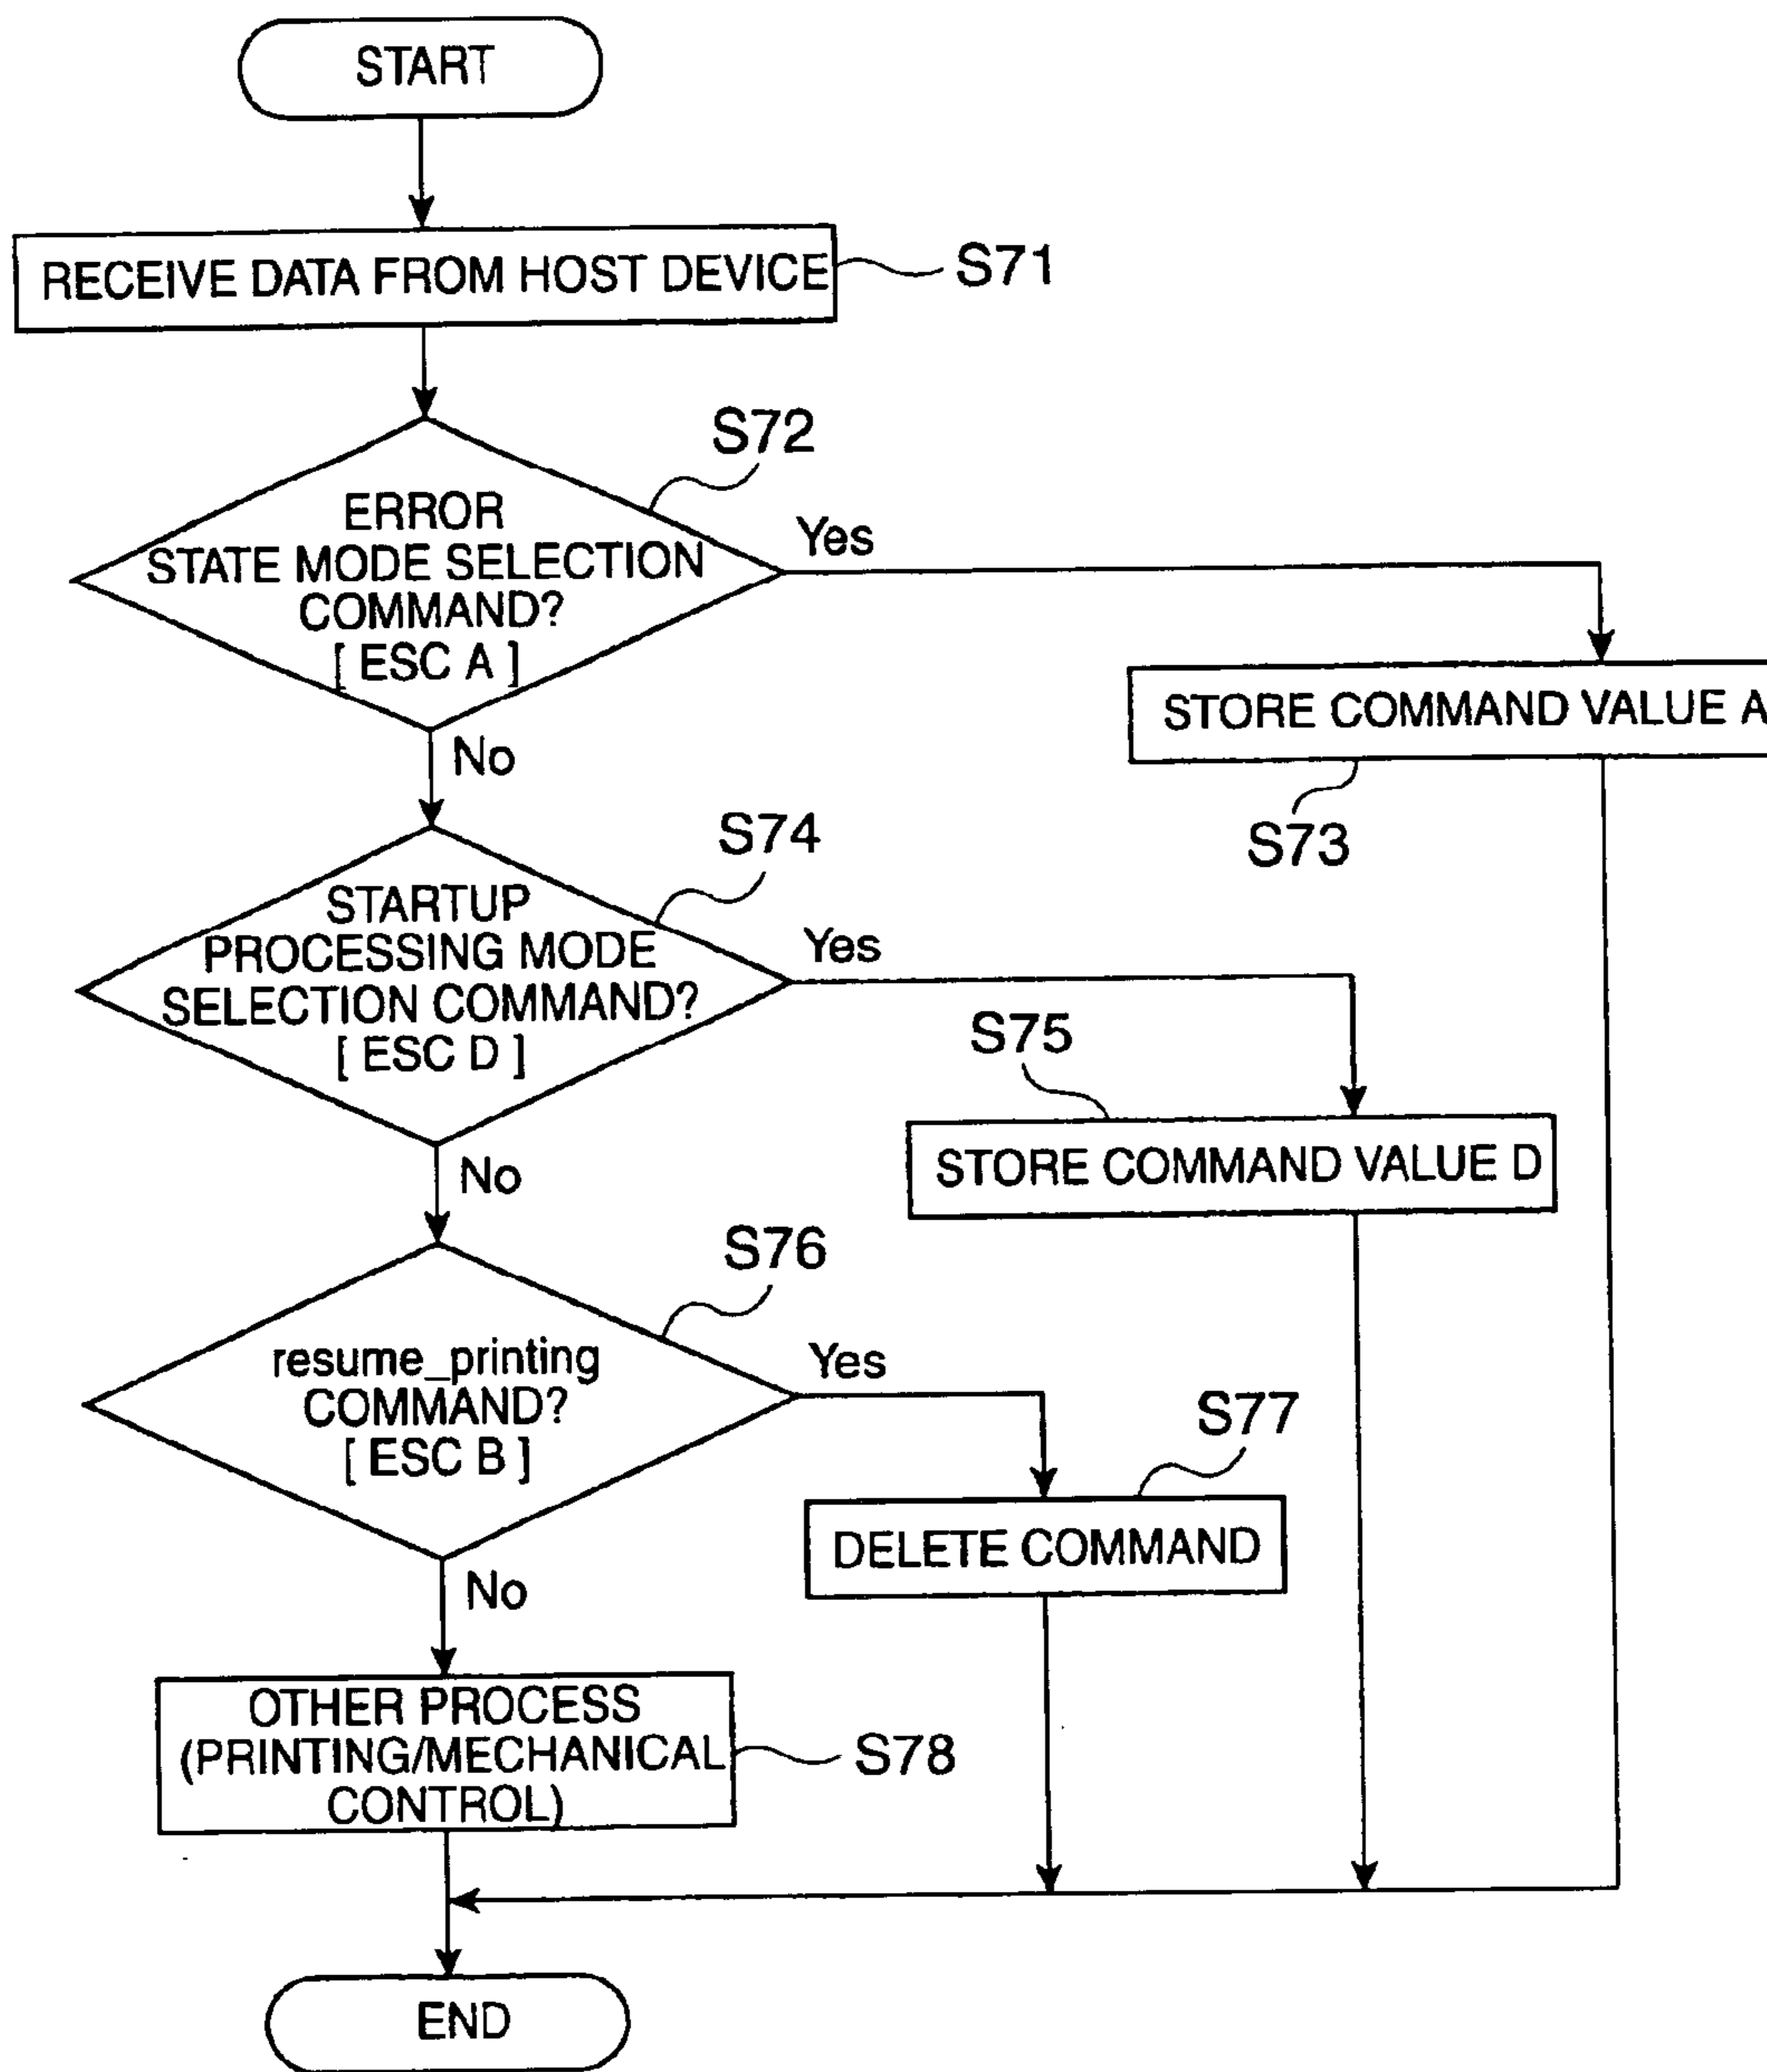 START
RECEIVE DATA FROM HOST DEVICE
S71
S72
ERROR
STATE MODE SELECTION
COMMAND?
[ ESC A ]
Yes
No
STORE COMMAND VALUE A
S73
S74
STARTUP
PROCESSING MODE
SELECTION COMMAND?
[ ESC D ]
Yes
No
S75
STORE COMMAND VALUE D
S76
resume_printing
COMMAND?
[ ESC B ]
Yes
No
S77
DELETE COMMAND
OTHER PROCESS
(PRINTING/MECHANICAL
CONTROL)
S78
END